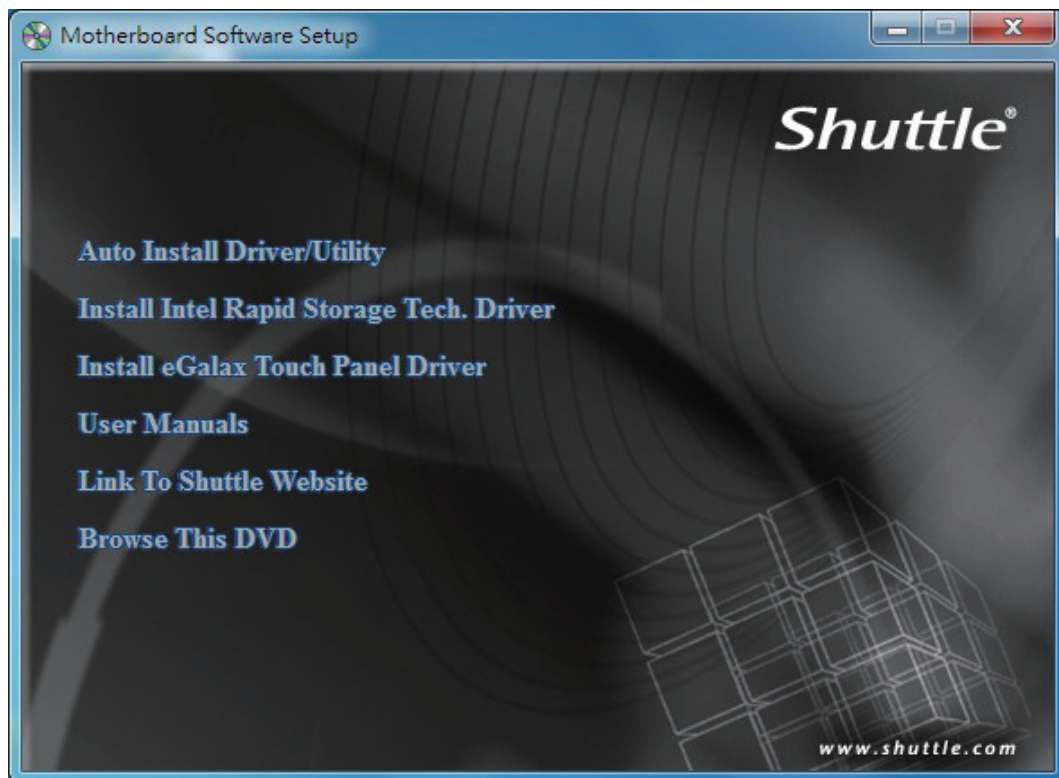 Motherboard Software Setup
Shuttle®
Auto Install Driver/Utility
Install Intel Rapid Storage Tech. Driver
Install eGalax Touch Panel Driver
User Manuals
Link To Shuttle Website
Browse This DVD
www.shuttle.com